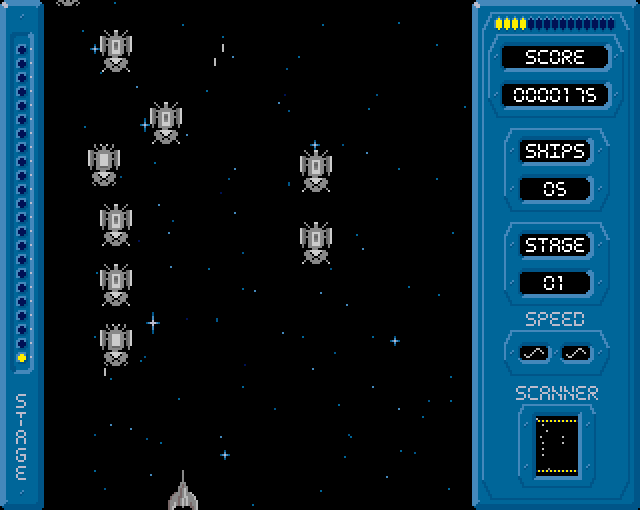 SCORE
0000175
SHIPS
05
STAGE
01
SPEED
SCANNER
STAGE